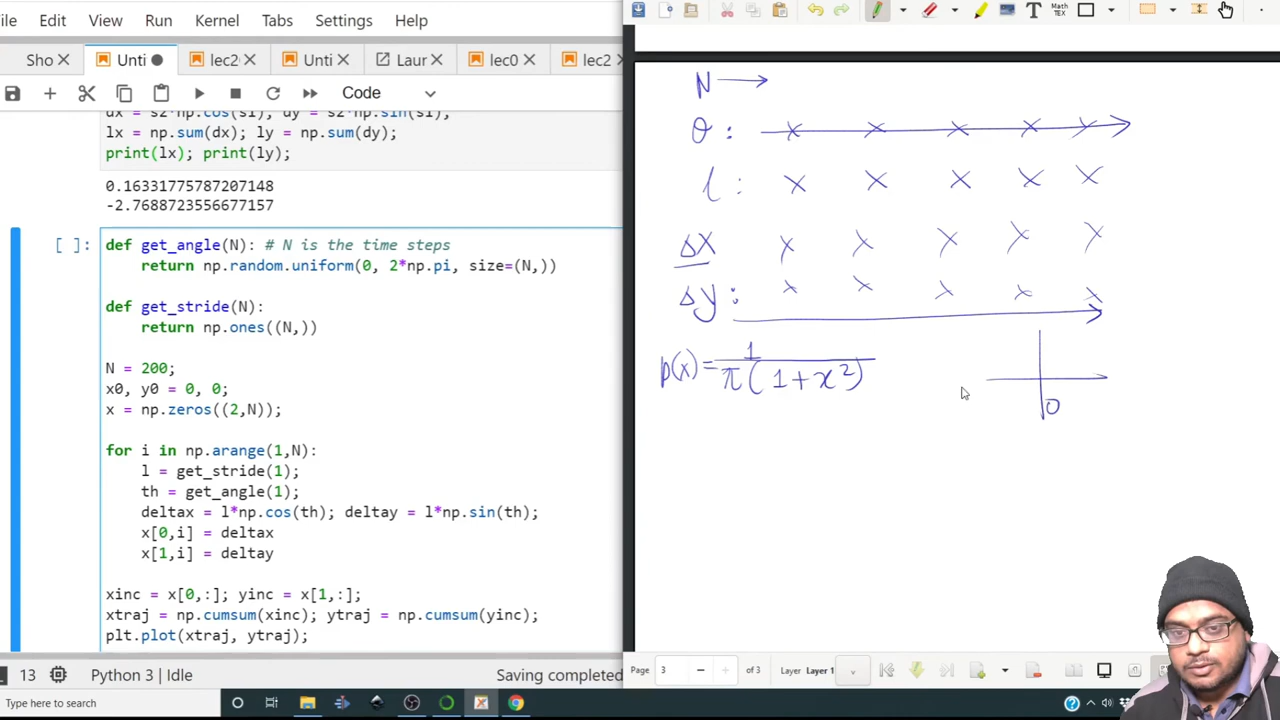 Edit View Run Kernel Tabs Settings Help
Sho Unti lec2 Unti Laur lec0 lec2
Code
dx = s2*np.cos(s1); dy = s2*np.sin(s1);
lx = np.sum(dx); ly = np.sum(dy);
print(lx); print(ly);
0.16331775787207148
-2.7688723556677157
[ ]: def get_angle(N): # N is the time steps
return np.random.uniform(0, 2*np.pi, size=(N,))
def get_stride(N):
return np.ones((N,))
N = 200;
x0, y0 = 0, 0;
x = np.zeros((2,N));
for i in np.arange(1,N):
l = get_stride(1);
th = get_angle(1);
deltax = l*np.cos(th); deltay = l*np.sin(th);
x[0,i] = deltax
x[1,i] = deltay
xinc = x[0,:]; yinc = x[1,:];
xtraj = np.cumsum(xinc); ytraj = np.cumsum(yinc);
plt.plot(xtraj, ytraj);
13 Python 3 | Idle Saving completed
Type here to search
T Math TEX
N →
θ : x x x x x
l : x x x x x
Δx x x x x x
Δy : x x x x x
p(x) = 1 / π(1+x²)
0
Page 3 of 3 Layer Layer 1